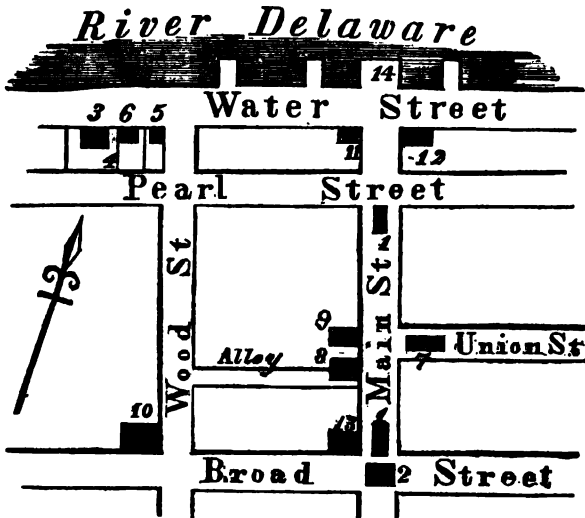 River Delaware
14
Water Street
3 6 5
4
11
12
Pearl Street
1
Wood St
Main St
9
8
Alley
7
Union St
10
13
Broad Street
2